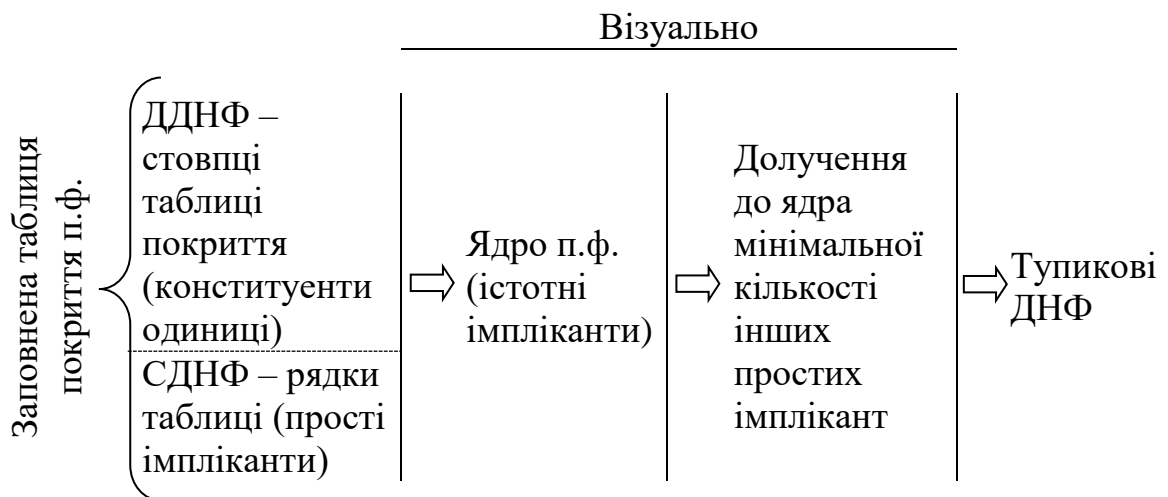 Візуально
Заповнена таблиця
покриття п.ф.
ДДНФ –
стовпці
таблиці
покриття
(конституенти
одиниці)
СДНФ – рядки
таблиці (прості
імпліканти)
Ядро п.ф.
(істотні
імпліканти)
Долучення
до ядра
мінімальної
кількості
інших
простих
імплікант
Тупикові
ДНФ